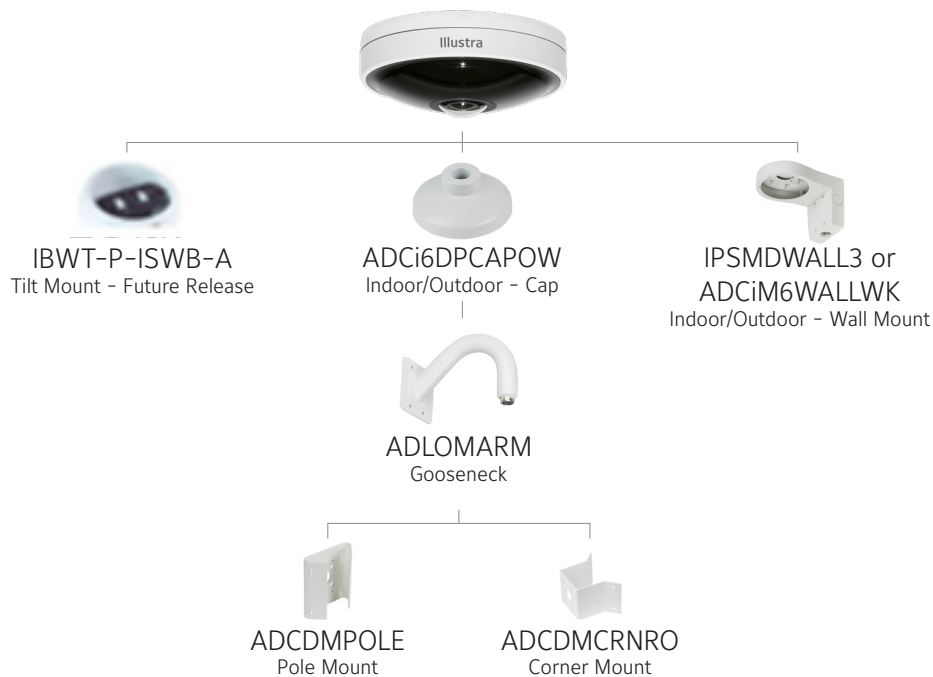 Illustra
IBWT-P-ISWB-A
Tilt Mount - Future Release
ADCi6DPCAPOW
Indoor/Outdoor - Cap
IPSMDWALL3 or
ADCiM6WALLWK
Indoor/Outdoor - Wall Mount
ADLOMARM
Gooseneck
ADCDMPOLE
Pole Mount
ADCDMCRNRO
Corner Mount